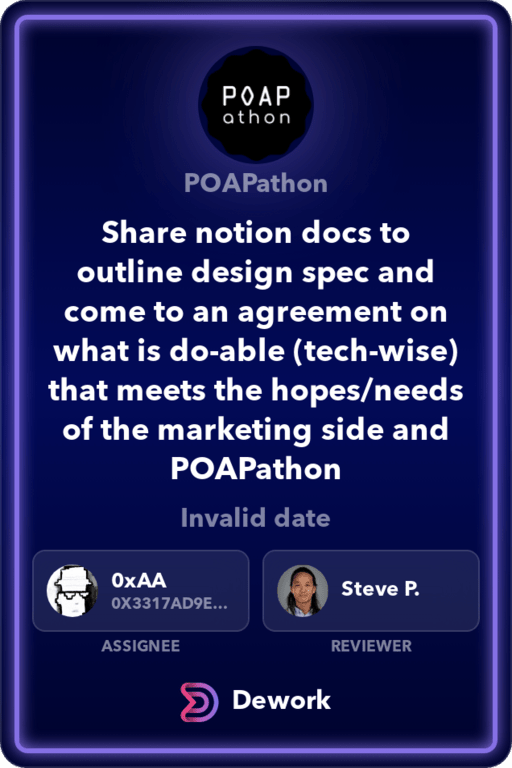 POAP
athon
POAPathon
Share notion docs to
outline design spec and
come to an agreement on
what is do-able (tech-wise)
that meets the hopes/needs
of the marketing side and
POAPathon
Invalid date
0xAA
0X3317AD9E...
ASSIGNEE
Steve P.
REVIEWER
Dework